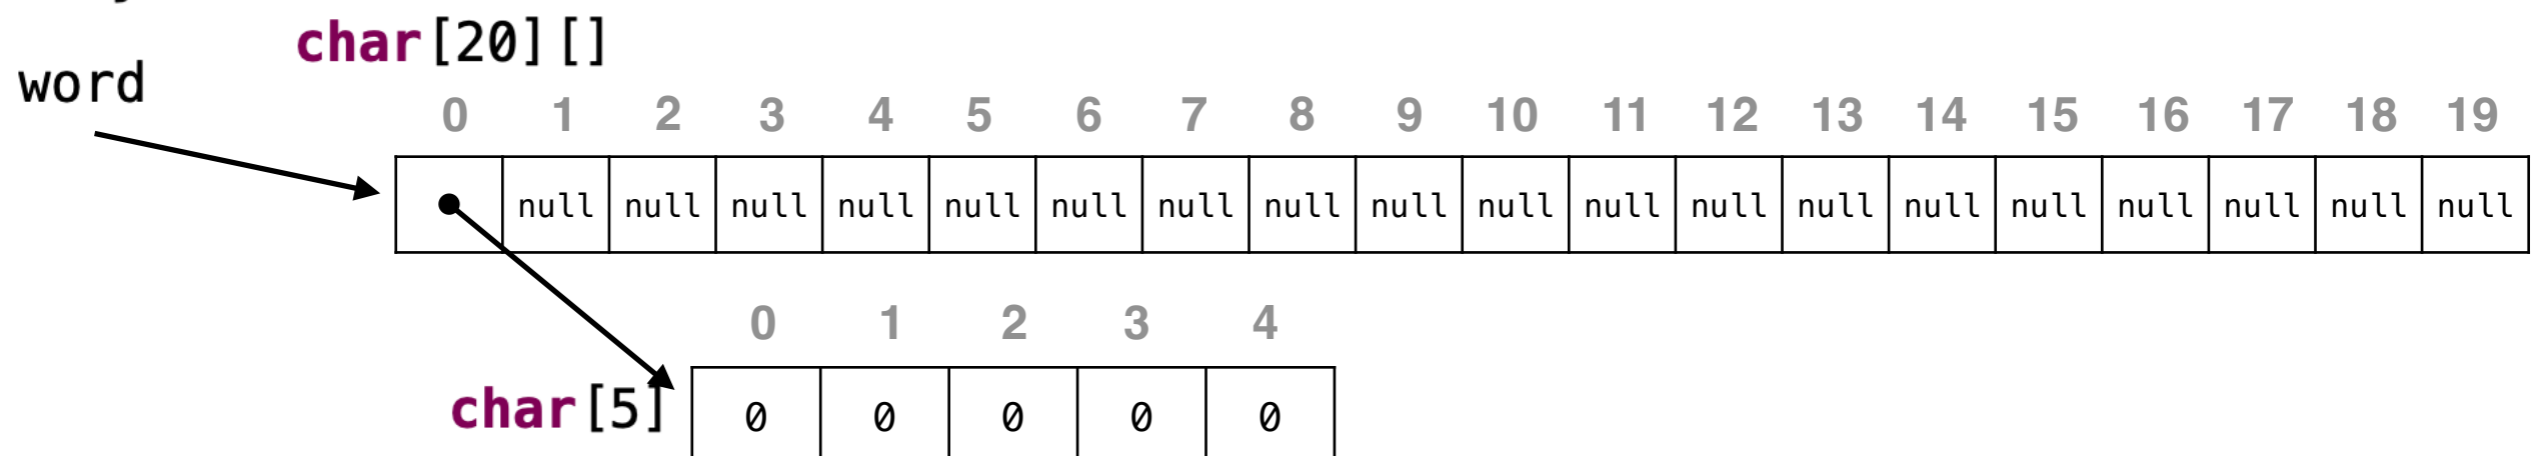 char[20][]
word
0 1 2 3 4 5 6 7 8 9 10 11 12 13 14 15 16 17 18 19
null null null null null null null null null null null null null null null null null null null
0 1 2 3 4
char[5] 0 0 0 0 0